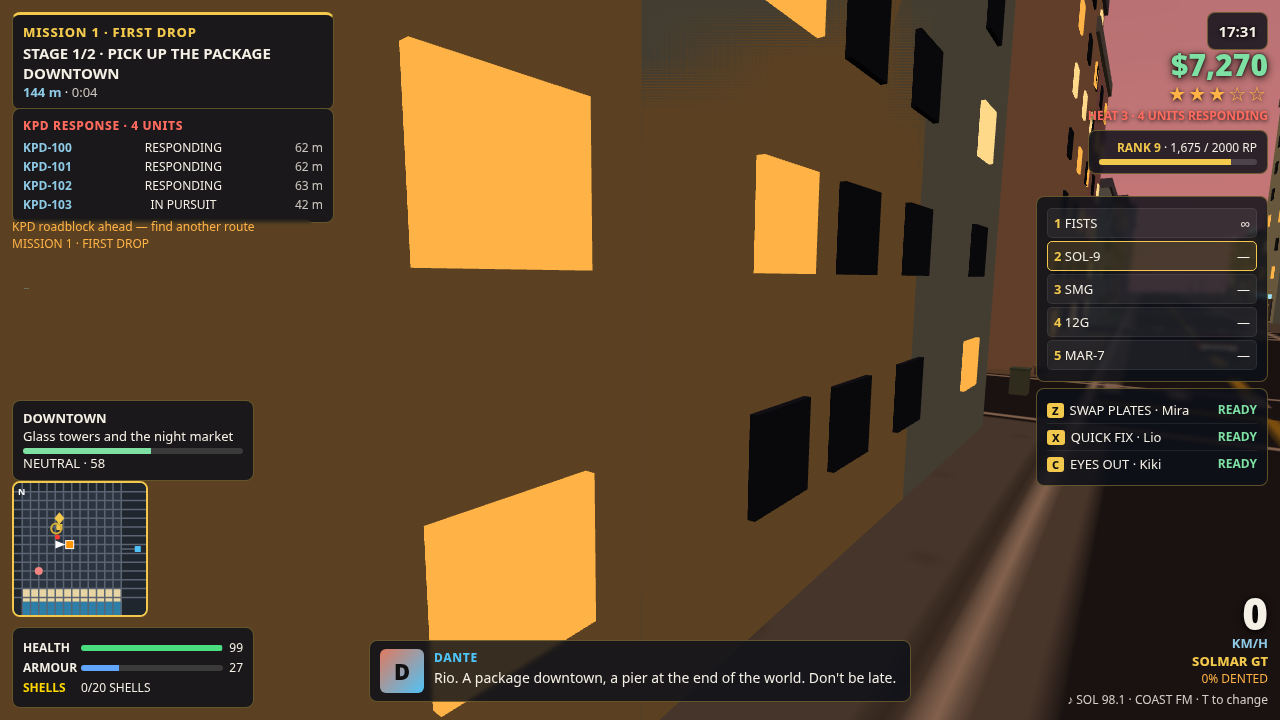 MISSION 1 · FIRST DROP
STAGE 1/2 · PICK UP THE PACKAGE
DOWNTOWN
144 m · 0:04
KPD RESPONSE · 4 UNITS
KPD-100 RESPONDING 62 m
KPD-101 RESPONDING 62 m
KPD-102 RESPONDING 63 m
KPD-103 IN PURSUIT 42 m
KPD roadblock ahead — find another route
MISSION 1 · FIRST DROP
DOWNTOWN
Glass towers and the night market
NEUTRAL · 58
N
HEALTH 99
ARMOUR 27
SHELLS 0/20 SHELLS
D
DANTE
Rio. A package downtown, a pier at the end of the world. Don't be late.
17:31
$7,270
★★★☆☆
HEAT 3 · 4 UNITS RESPONDING
RANK 9 · 1,675 / 2000 RP
1 FISTS ∞
2 SOL-9 —
3 SMG —
4 12G —
5 MAR-7 —
Z SWAP PLATES · Mira READY
X QUICK FIX · Lio READY
C EYES OUT · Kiki READY
0
KM/H
SOLMAR GT
0% DENTED
♪ SOL 98.1 · COAST FM · T to change